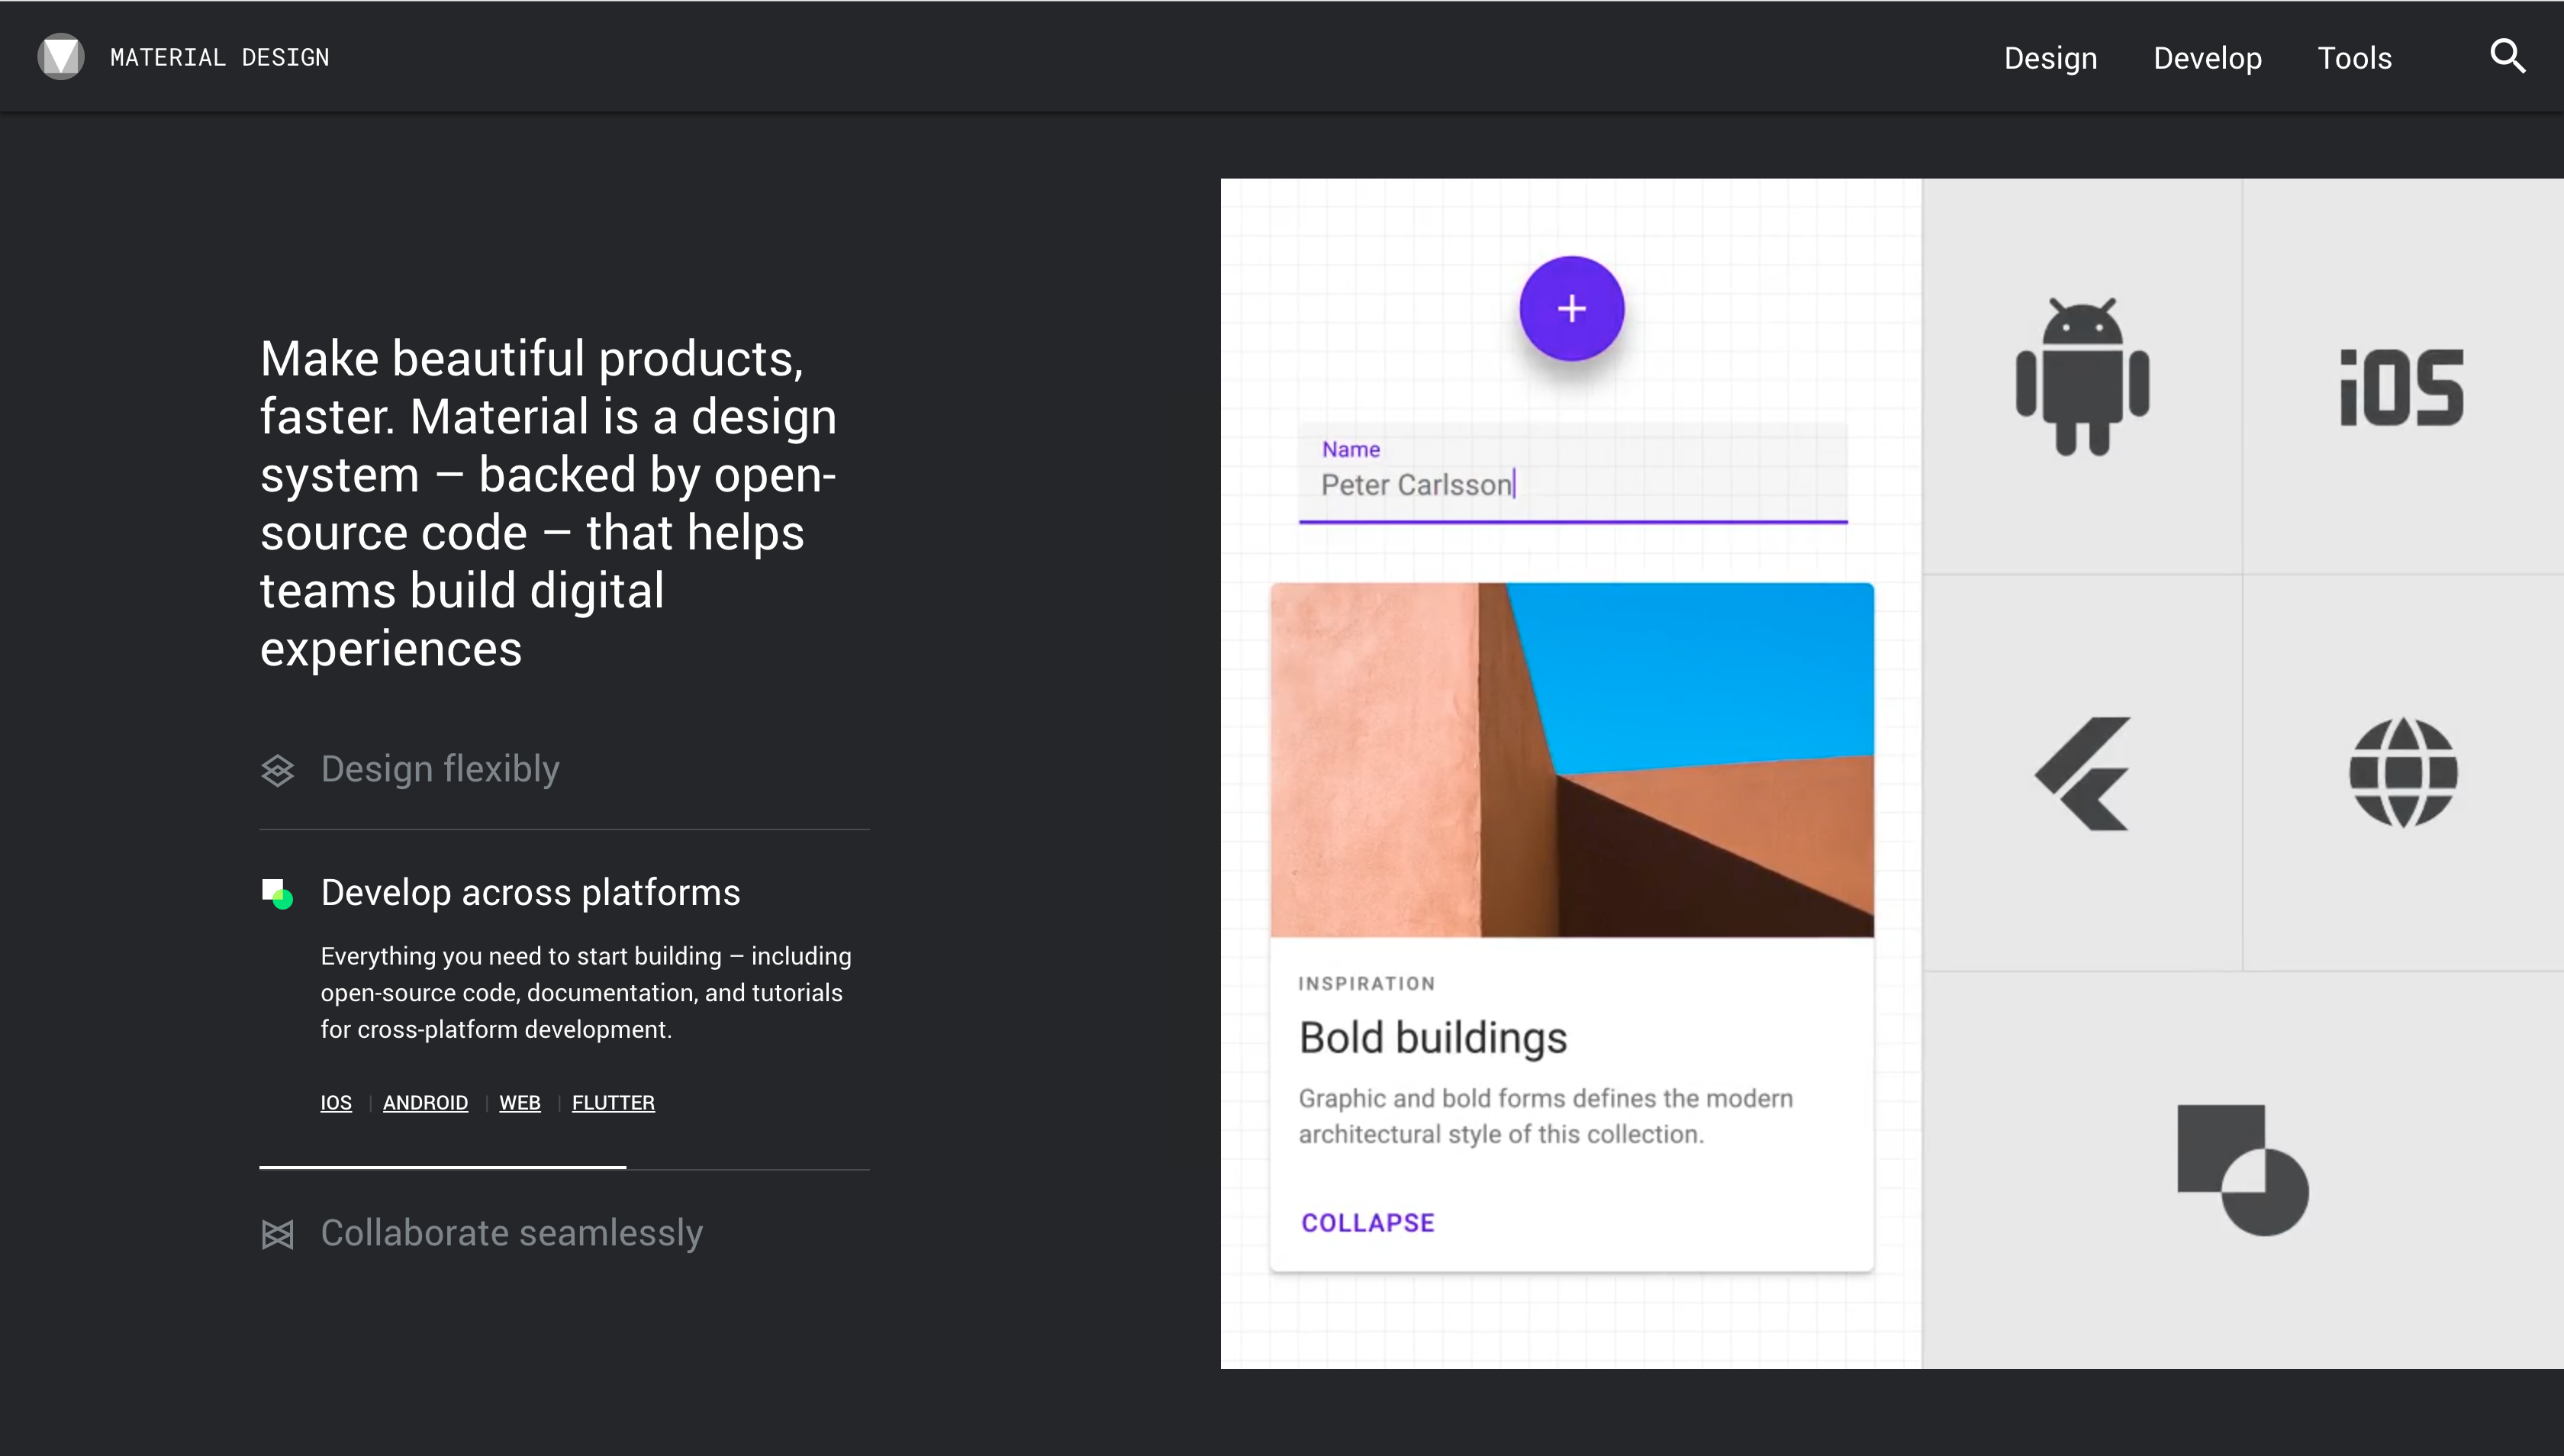 MATERIAL DESIGN
Design Develop Tools
Make beautiful products,
faster. Material is a design
system – backed by open-
source code – that helps
teams build digital
experiences
Design flexibly
Develop across platforms
Everything you need to start building – including
open-source code, documentation, and tutorials
for cross-platform development.
IOS | ANDROID | WEB | FLUTTER
Collaborate seamlessly
Name
Peter Carlsson
INSPIRATION
Bold buildings
Graphic and bold forms defines the modern
architectural style of this collection.
COLLAPSE
iOS